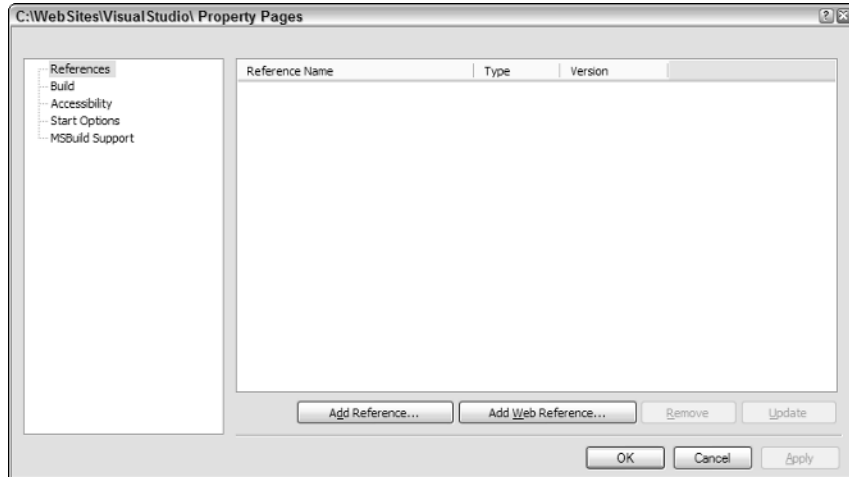 C:\WebSites\VisualStudio\ Property Pages
References
Build
Accessibility
Start Options
MSBuild Support
Reference Name Type Version
Add Reference... Add Web Reference... Remove Update
OK Cancel Apply